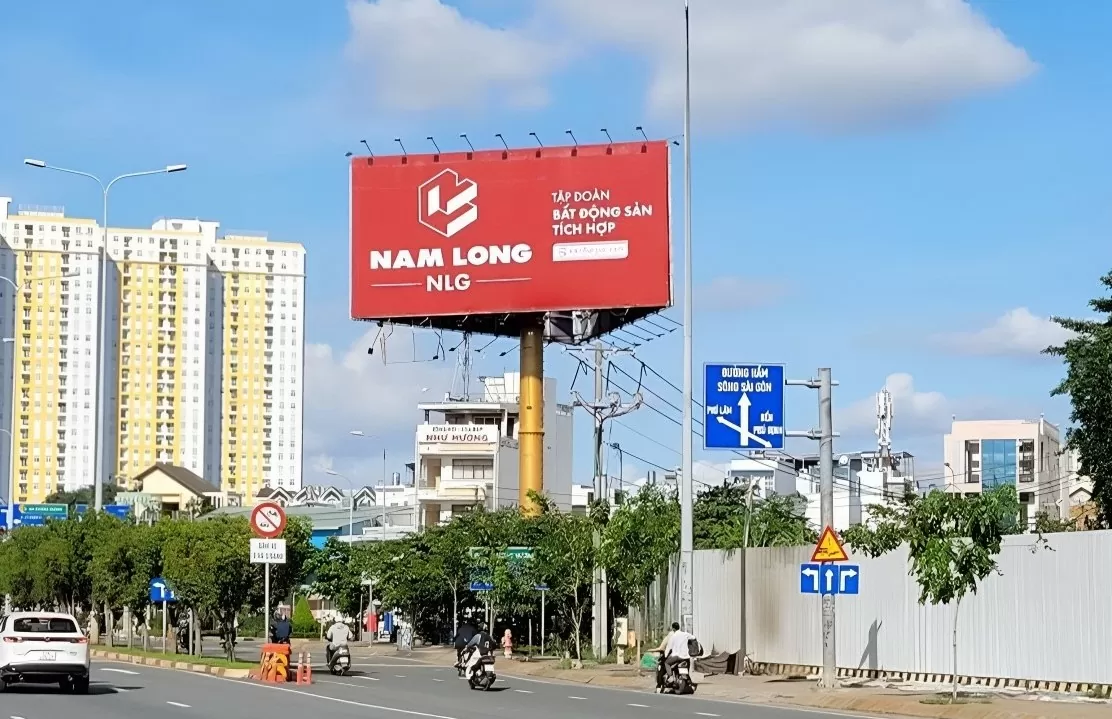 NAM LONG
NLG
TẬP ĐOÀN
BẤT ĐỘNG SẢN
TÍCH HỢP
NHƯ HƯƠNG
ĐƯỜNG HẦM
SÔNG SÀI GÒN
PHÚ LÂM
BẾN
PHÚ ĐỊNH